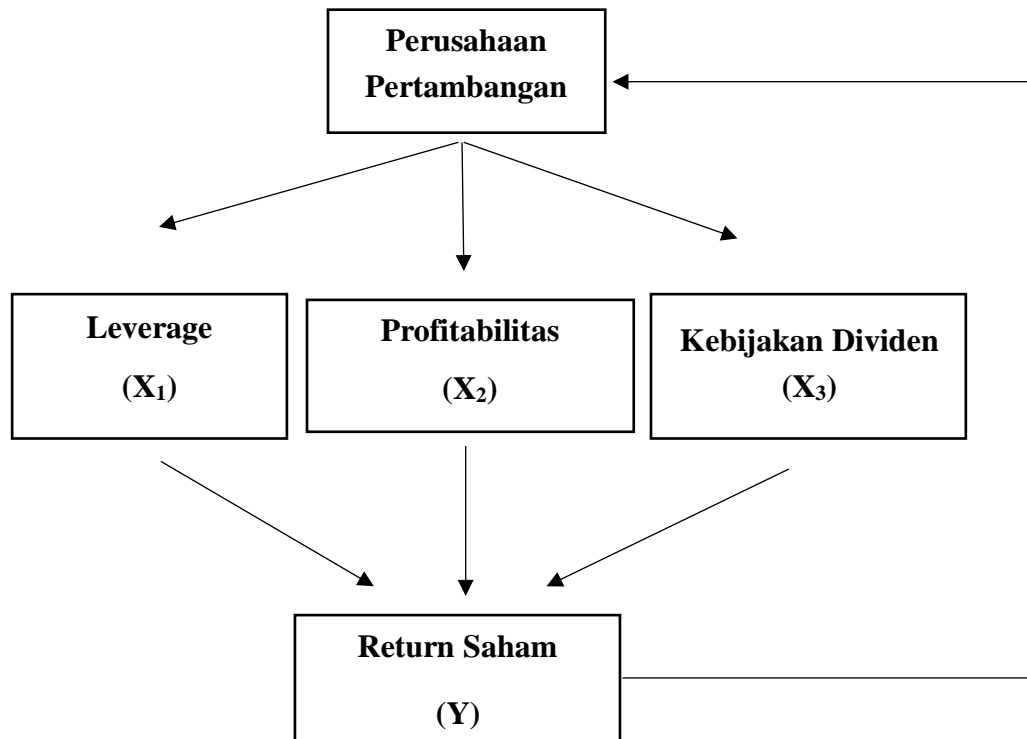 Perusahaan
Pertambangan
Leverage
(X₁)
Profitabilitas
(X₂)
Kebijakan Dividen
(X₃)
Return Saham
(Y)